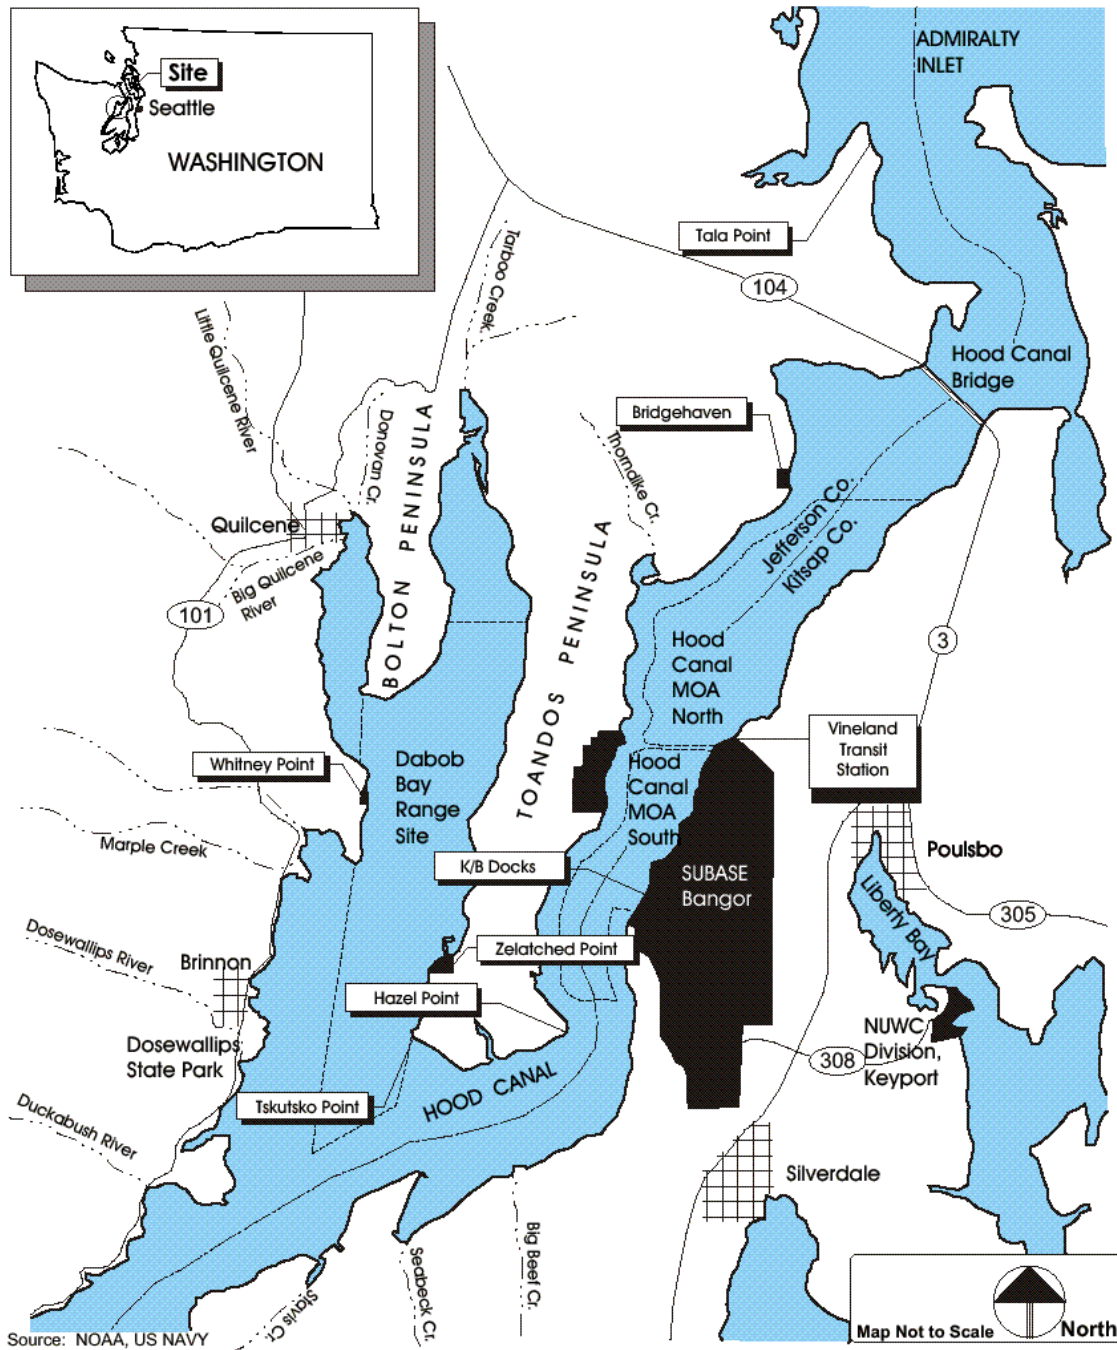 Site
Seattle
WASHINGTON
ADMIRALTY
INLET
Tala Point
104
Tarboo Creek
Little Quilcene River
Hood Canal
Bridge
Bridgehaven
Donovan Cr.
BOLTON PENINSULA
Thorndike Cr.
Jefferson Co.
Kitsap Co.
Quilcene
Big Quilcene
River
101
TOANDOS PENINSULA
3
Hood
Canal
MOA
North
Vineland
Transit
Station
Whitney Point
Dabob
Bay
Range
Site
Hood
Canal
MOA
South
Marple Creek
K/B Docks
SUBASE
Bangor
Poulsbo
Liberty Bay
305
Dosewallips River
Brinnon
Zelatched Point
Hazel Point
Dosewallips
State Park
NUWC
Division,
Keyport
308
HOOD CANAL
Tskutsko Point
Duckabush River
Silverdale
Big Beef Cr.
Seabeck Cr.
Stavis Cr.
Source: NOAA, US NAVY
Map Not to Scale
North